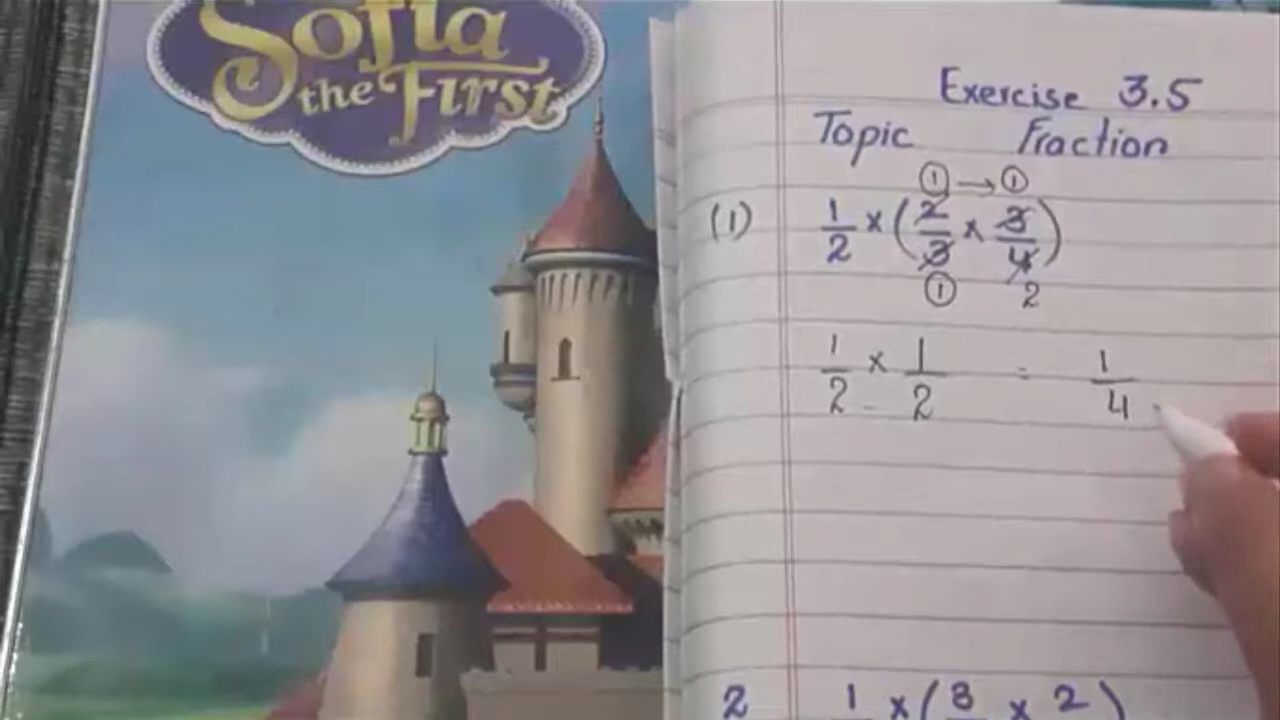 Sofia
the First
Exercise 3.5
Topic Fraction
① → ①
(1) 1/2 × (2/3 × 3/4)
① 2
1/2 × 1/2 = 1/4
2 1 × (3 × 2)